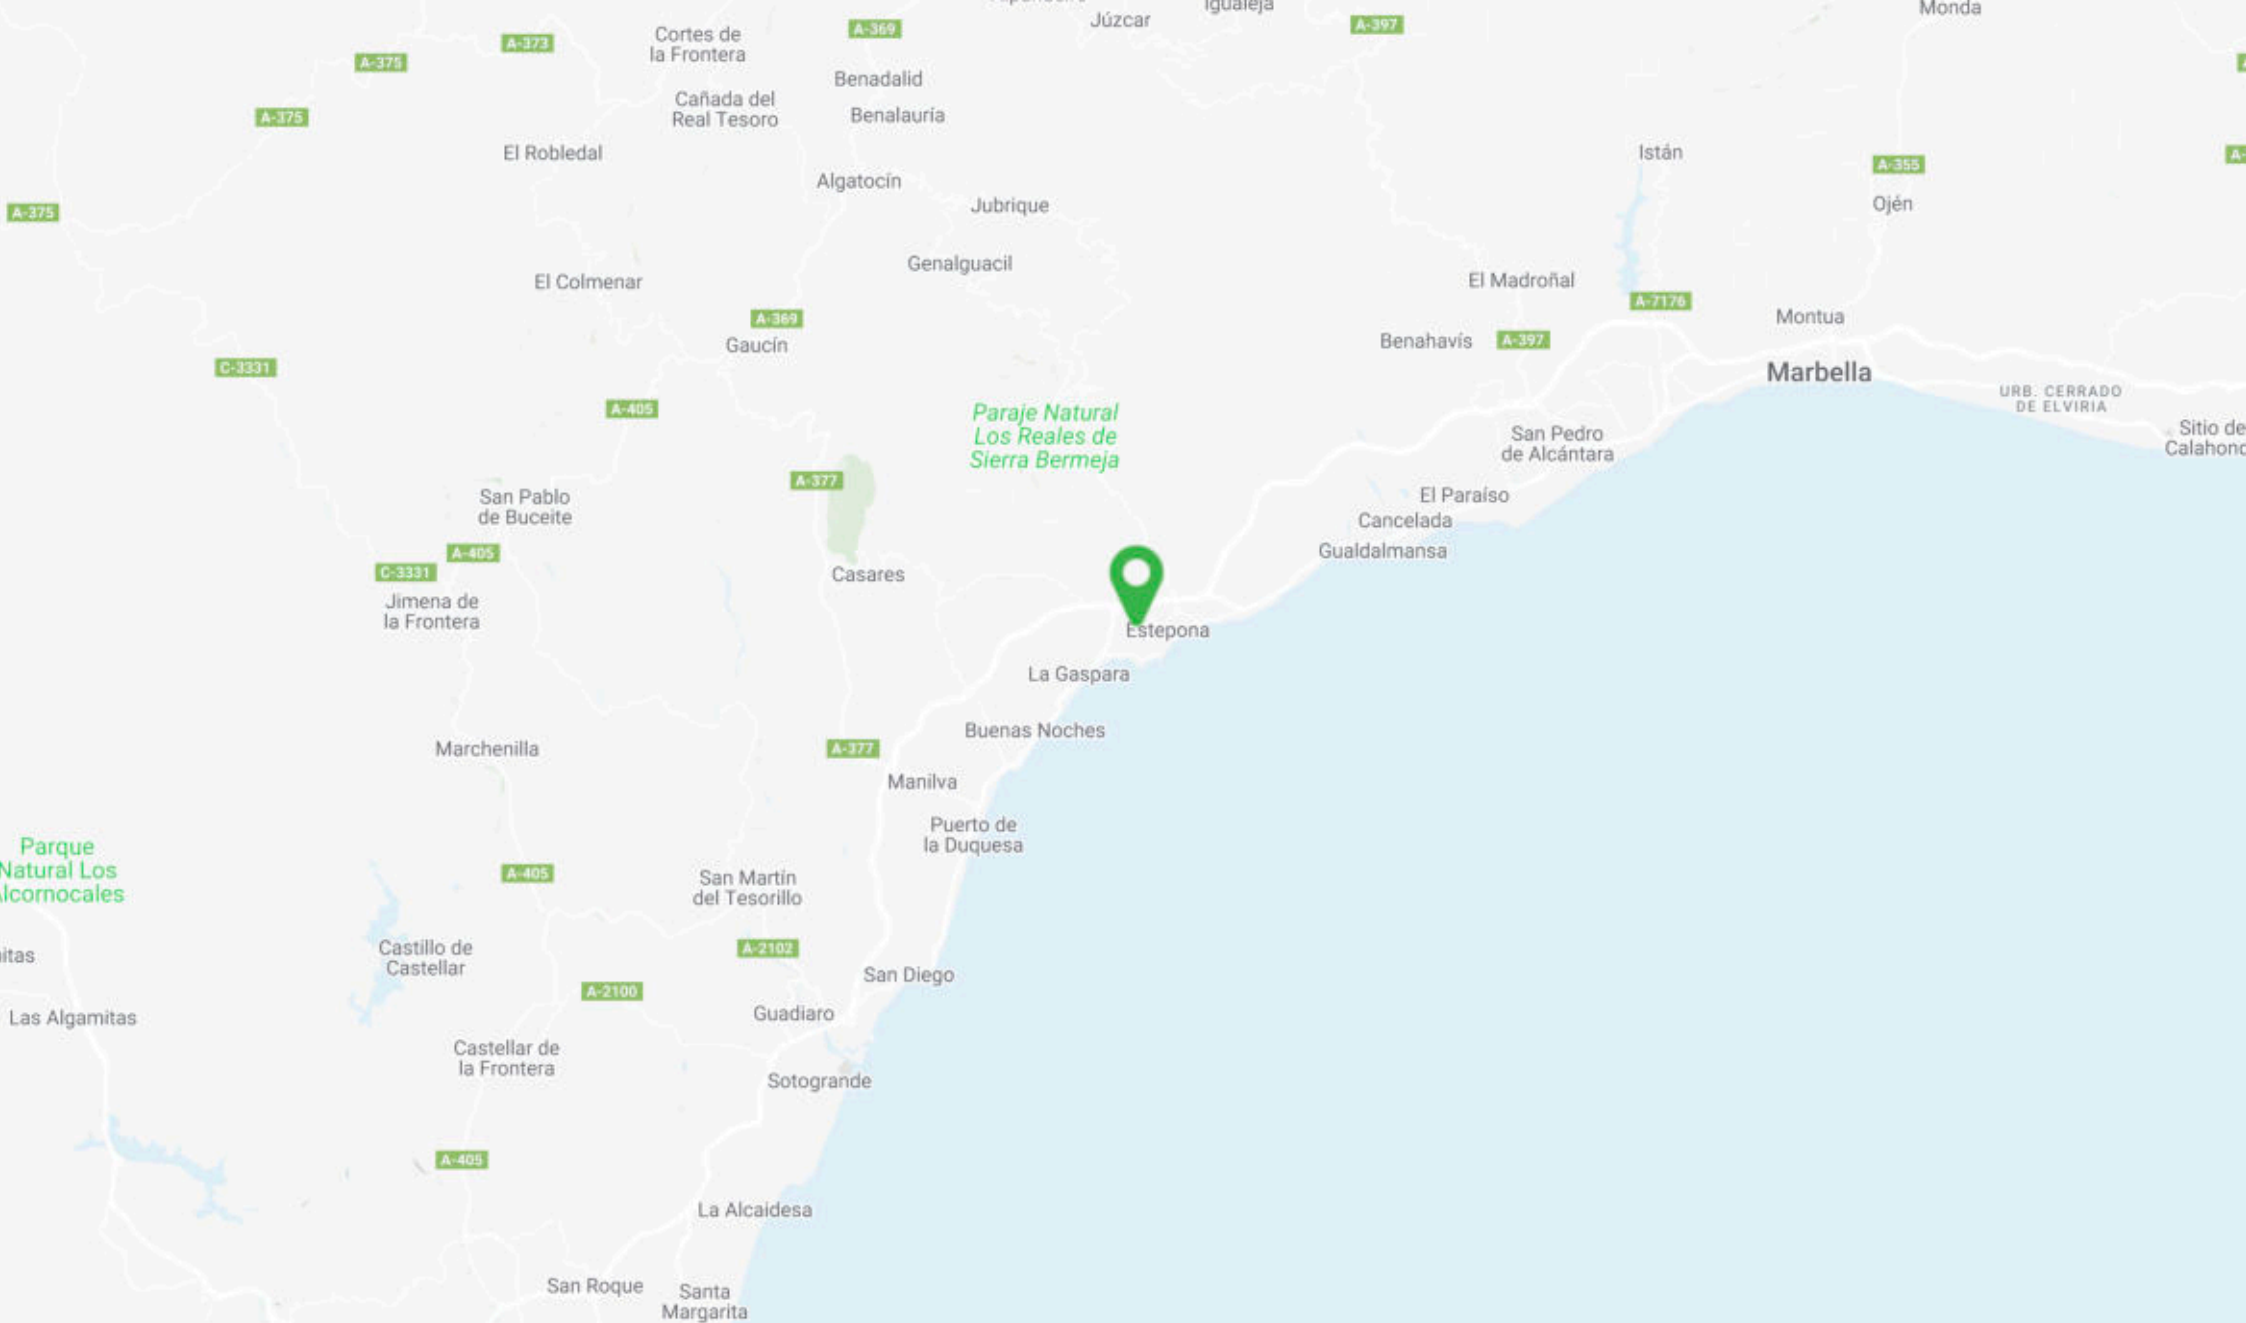 Igualeja
Monda
Júzcar
A-369
A-397
Cortes de
la Frontera
A-373
A-375
Benadalid
Cañada del
Real Tesoro
Benalauría
A-375
El Robledal
Istán
A-355
Algatocín
Jubrique
Ojén
A-375
Genalguacil
El Colmenar
El Madroñal
A-7176
A-369
Montua
Gaucín
Benahavís
A-397
C-3331
Marbella
URB. CERRADO
DE ELVIRIA
A-405
Paraje Natural
Los Reales de
Sierra Bermeja
San Pedro
de Alcántara
Sitio de
A-377
San Pablo
de Buceite
El Paraíso
Cancelada
A-405
Gualdalmansa
C-3331
Casares
Jimena de
la Frontera
Estepona
La Gaspara
Buenas Noches
Marchenilla
A-377
Manilva
Puerto de
la Duquesa
Parque
Natural Los
A-405
San Martín
del Tesorillo
Castillo de
Castellar
A-2102
San Diego
A-2100
Las Algamitas
Guadiaro
Castellar de
la Frontera
Sotogrande
A-405
La Alcaidesa
San Roque
Santa
Margarita